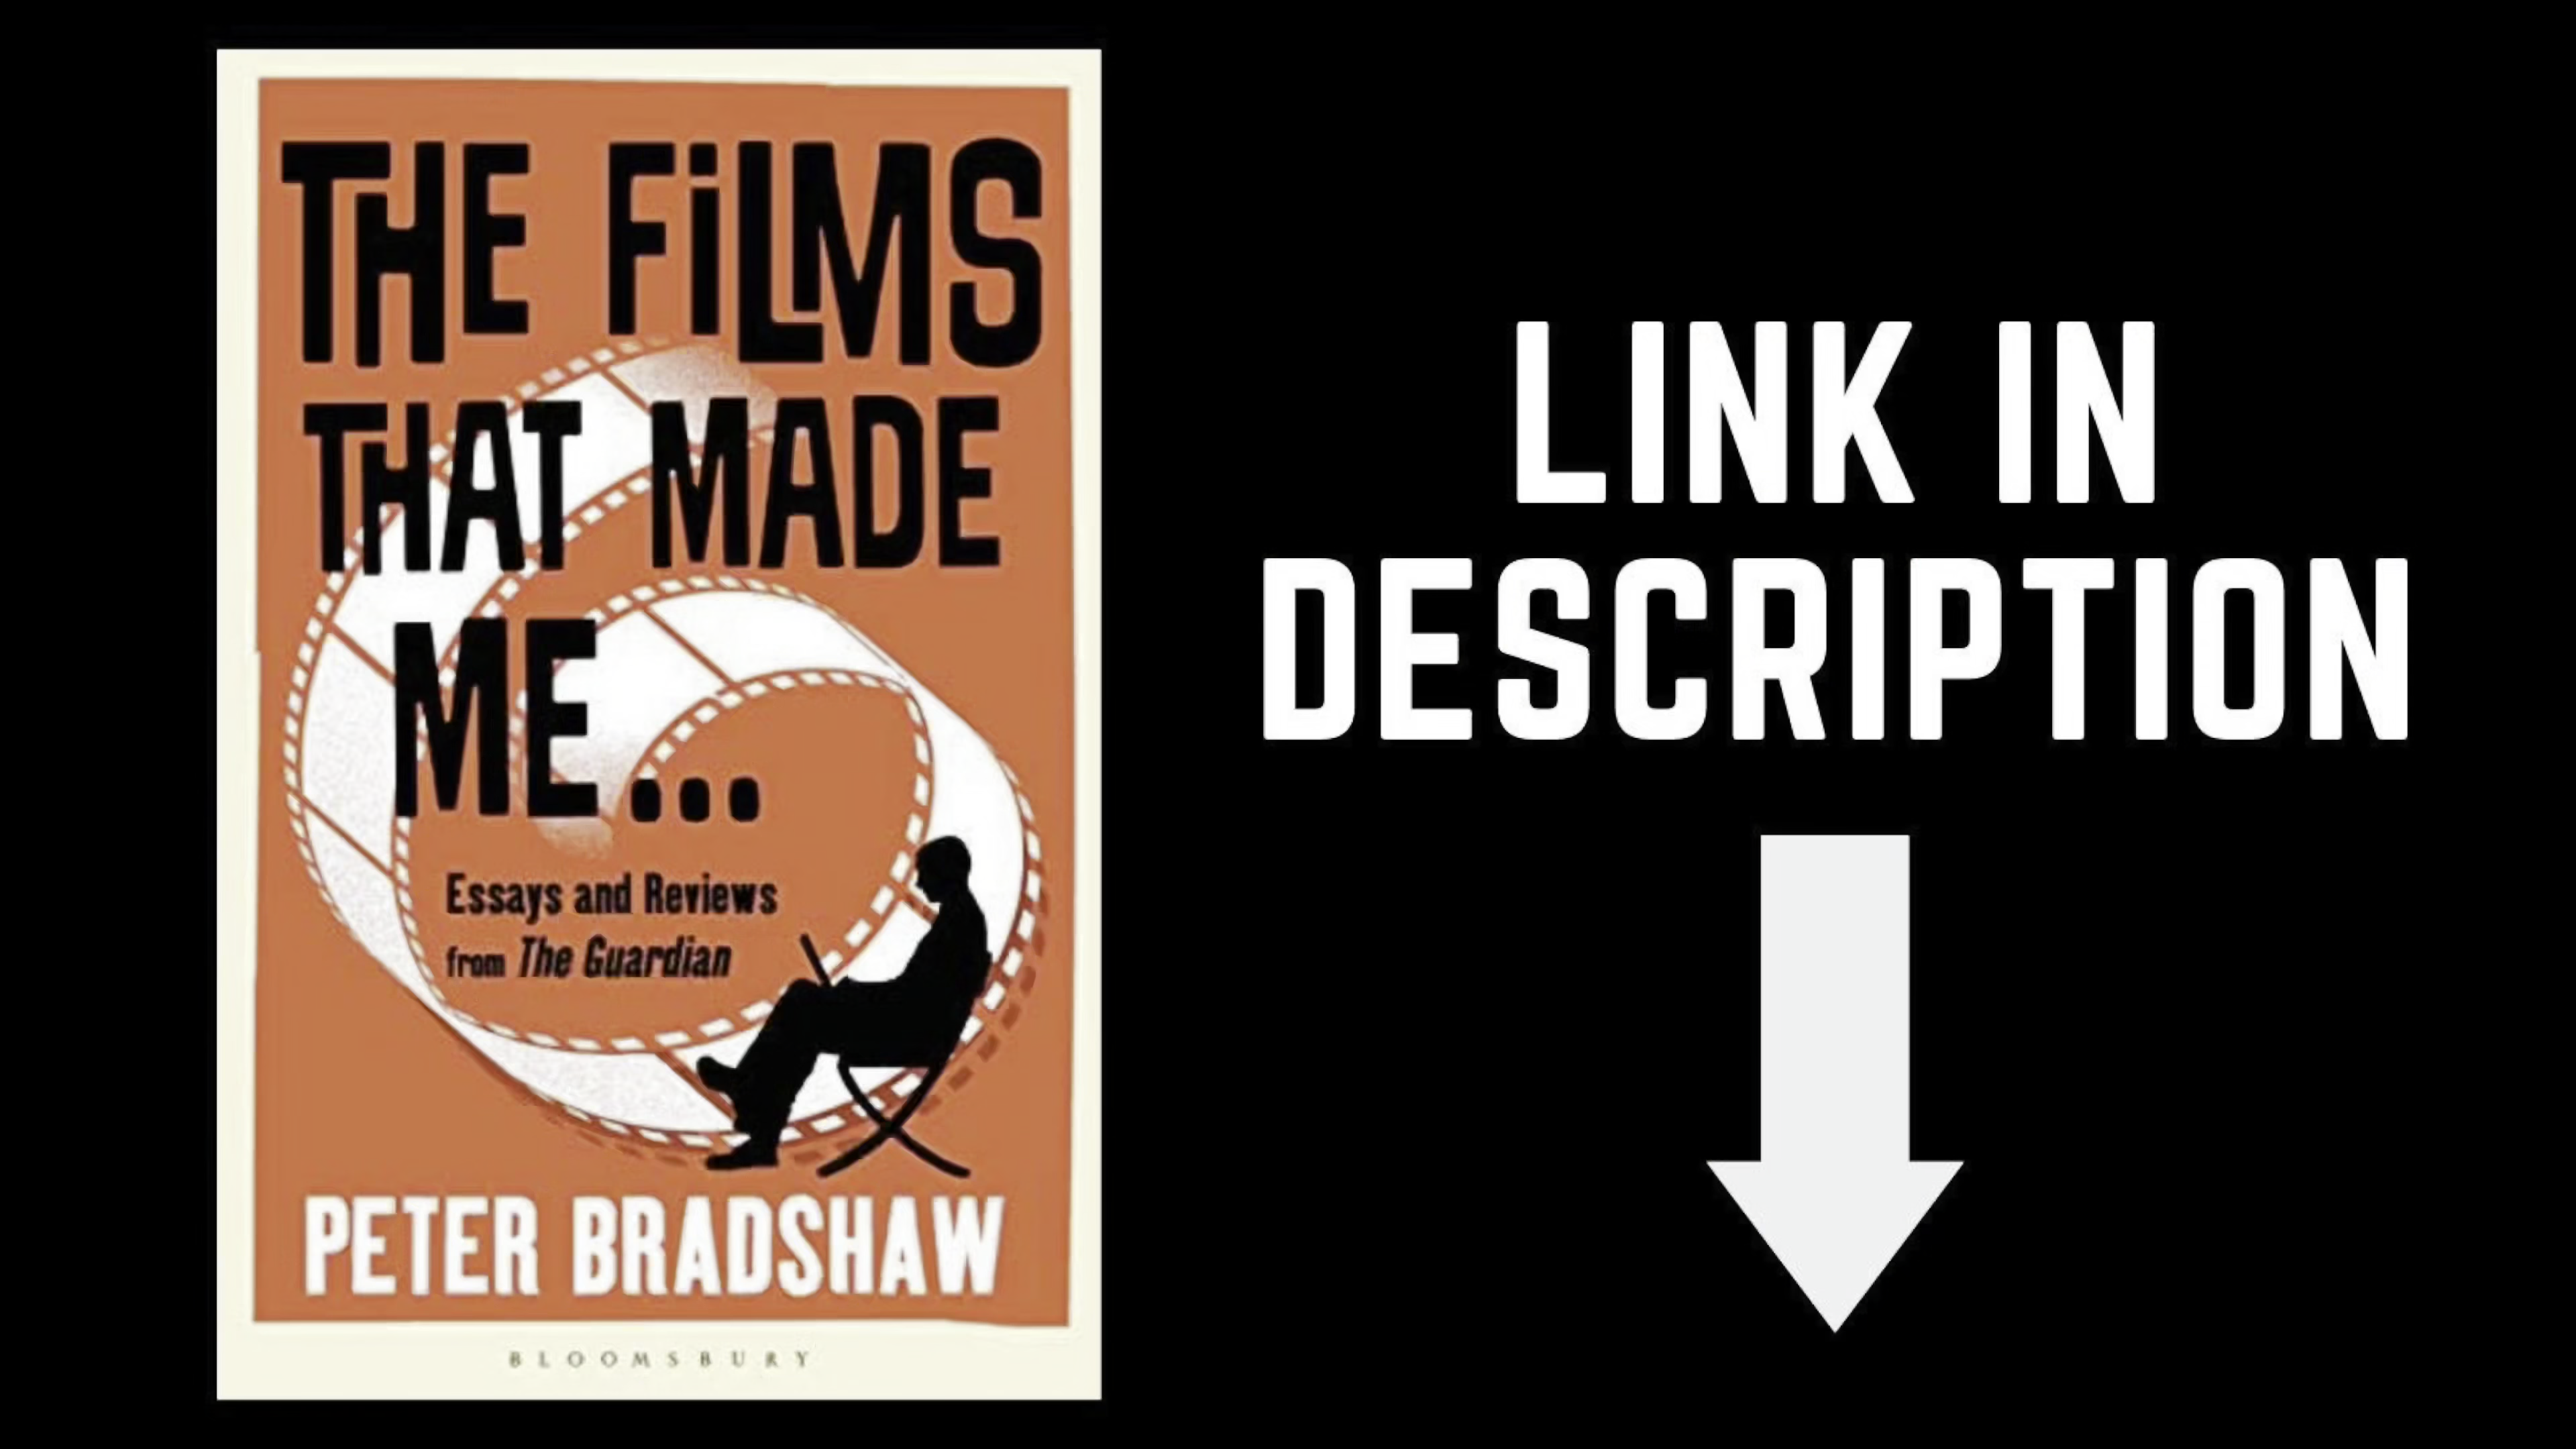 THE FiLMS
THAT MADE
ME...
Essays and Reviews
from The Guardian
PETER BRADSHAW
BLOOMSBURY
LINK IN
DESCRIPTION